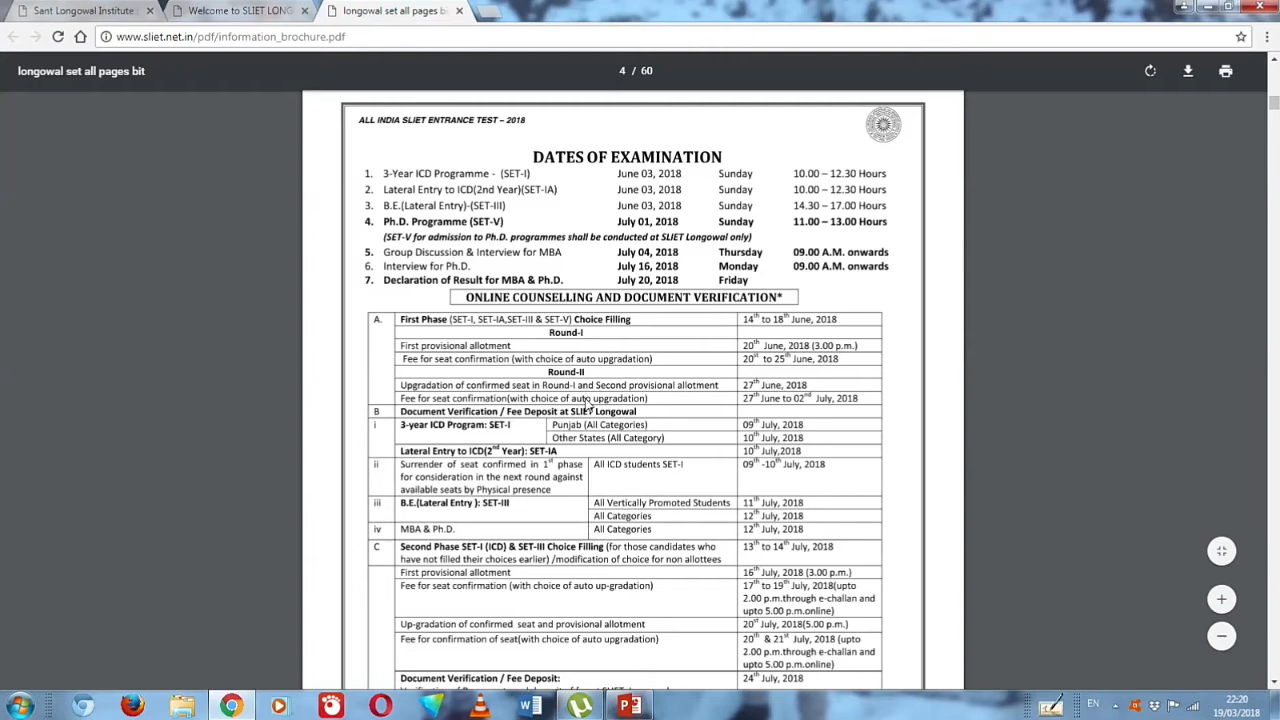 Sant Longowal Institute
Welcome to SLIET LONG
longowal set all pages bi
www.sliet.net.in/pdf/information_brochure.pdf
longowal set all pages bit
4 / 60
ALL INDIA SLIET ENTRANCE TEST – 2018
DATES OF EXAMINATION
1. 3-Year ICD Programme - (SET-I) June 03, 2018 Sunday 10.00 – 12.30 Hours
2. Lateral Entry to ICD(2nd Year)(SET-IA) June 03, 2018 Sunday 10.00 – 12.30 Hours
3. B.E.(Lateral Entry)-(SET-III) June 03, 2018 Sunday 14.30 - 17.00 Hours
4. Ph.D. Programme (SET-V) July 01, 2018 Sunday 11.00 – 13.00 Hours
(SET-V for admission to Ph.D. programmes shall be conducted at SLIET Longowal only)
5. Group Discussion & Interview for MBA July 04, 2018 Thursday 09.00 A.M. onwards
6. Interview for Ph.D. July 16, 2018 Monday 09.00 A.M. onwards
7. Declaration of Result for MBA & Ph.D. July 20, 2018 Friday
ONLINE COUNSELLING AND DOCUMENT VERIFICATION*
A. First Phase (SET-I, SET-IA,SET-III & SET-V) Choice Filling 14th to 18th June, 2018
Round-I
First provisional allotment 20th June, 2018 (3.00 p.m.)
Fee for seat confirmation (with choice of auto upgradation) 20st to 25th June, 2018
Round-II
Upgradation of confirmed seat in Round-I and Second provisional allotment 27th June, 2018
Fee for seat confirmation(with choice of auto upgradation) 27th June to 02nd July, 2018
B Document Verification / Fee Deposit at SLIET Longowal
i 3-year ICD Program: SET-I Punjab (All Categories) 09th July, 2018
Other States (All Category) 10th July, 2018
Lateral Entry to ICD(2nd Year): SET-IA 10th July,2018
ii Surrender of seat confirmed in 1st phase All ICD students SET-I 09th -10th July, 2018
for consideration in the next round against
available seats by Physical presence
iii B.E.(Lateral Entry ): SET-III All Vertically Promoted Students 11th July, 2018
All Categories 12th July, 2018
iv MBA & Ph.D. All Categories 12th July, 2018
C Second Phase SET-I (ICD) & SET-III Choice Filling (for those candidates who 13th to 14th July, 2018
have not filled their choices earlier) /modification of choice for non allottees
First provisional allotment 16th July, 2018 (3.00 p.m.)
Fee for seat confirmation (with choice of auto up-gradation) 17th to 19th July, 2018(upto
2.00 p.m.through e-challan and
upto 5.00 p.m.online)
Up-gradation of confirmed seat and provisional allotment 20st July, 2018(5.00 p.m.)
Fee for confirmation of seat(with choice of auto upgradation) 20th & 21st July, 2018 (upto
2.00 p.m.through e-challan and
upto 5.00 p.m.online)
Document Verification / Fee Deposit: 24th July, 2018
EN
22:20
19/03/2018